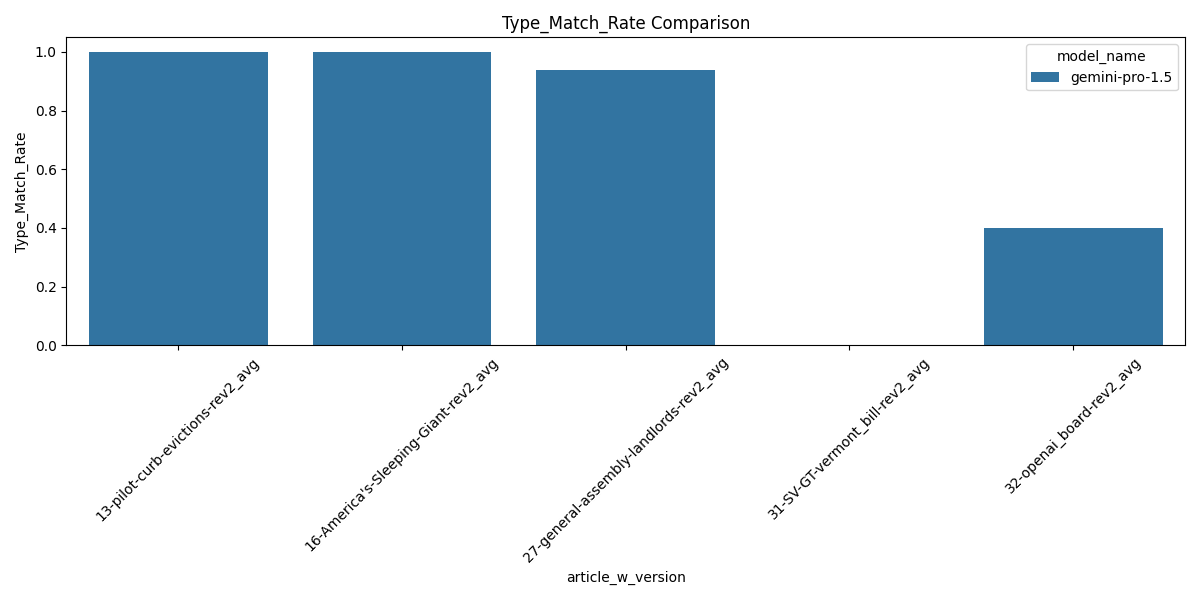 Type_Match_Rate Comparison
model_name
gemini-pro-1.5
Type_Match_Rate
1.0
0.8
0.6
0.4
0.2
0.0
13-pilot-curb-evictions-rev2_avg
16-America's-Sleeping-Giant-rev2_avg
27-general-assembly-landlords-rev2_avg
31-SV-GT-vermont_bill-rev2_avg
32-openai_board-rev2_avg
article_w_version